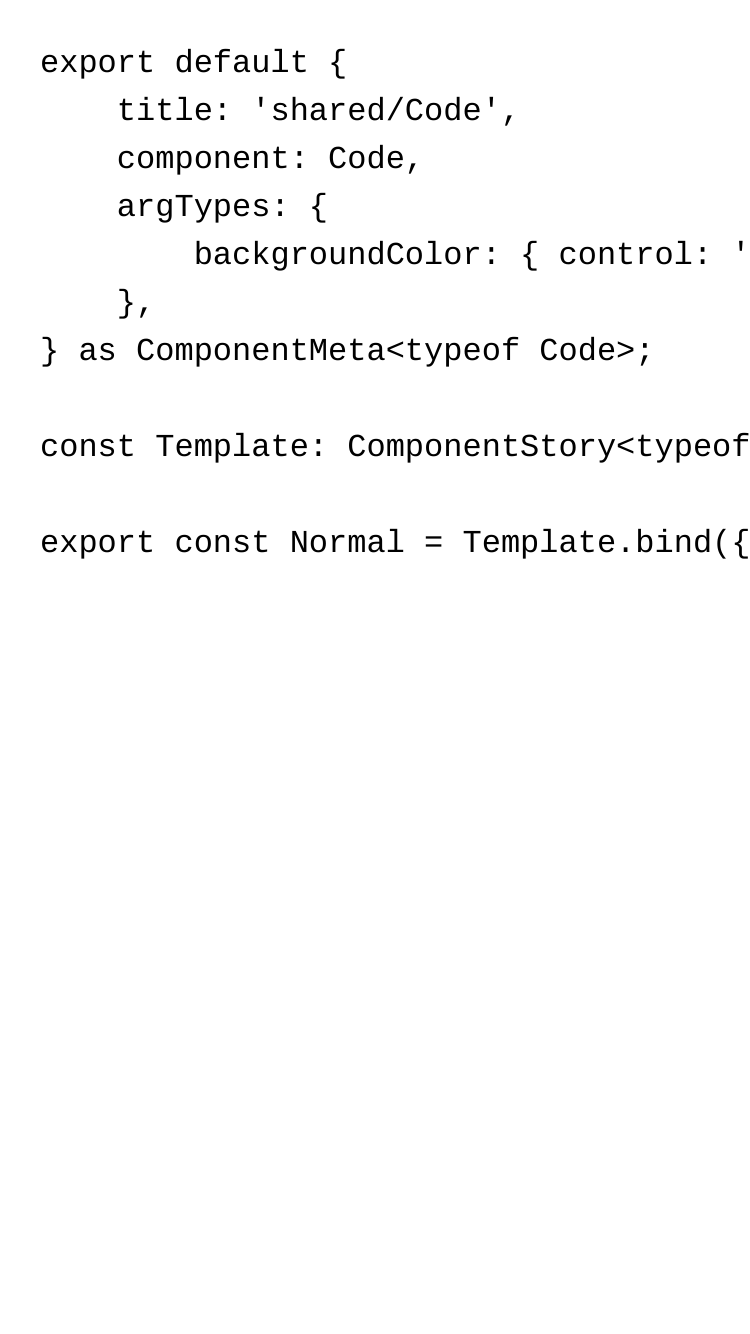 export default {
    title: 'shared/Code',
    component: Code,
    argTypes: {
        backgroundColor: { control: '
    },
} as ComponentMeta<typeof Code>;

const Template: ComponentStory<typeof

export const Normal = Template.bind({